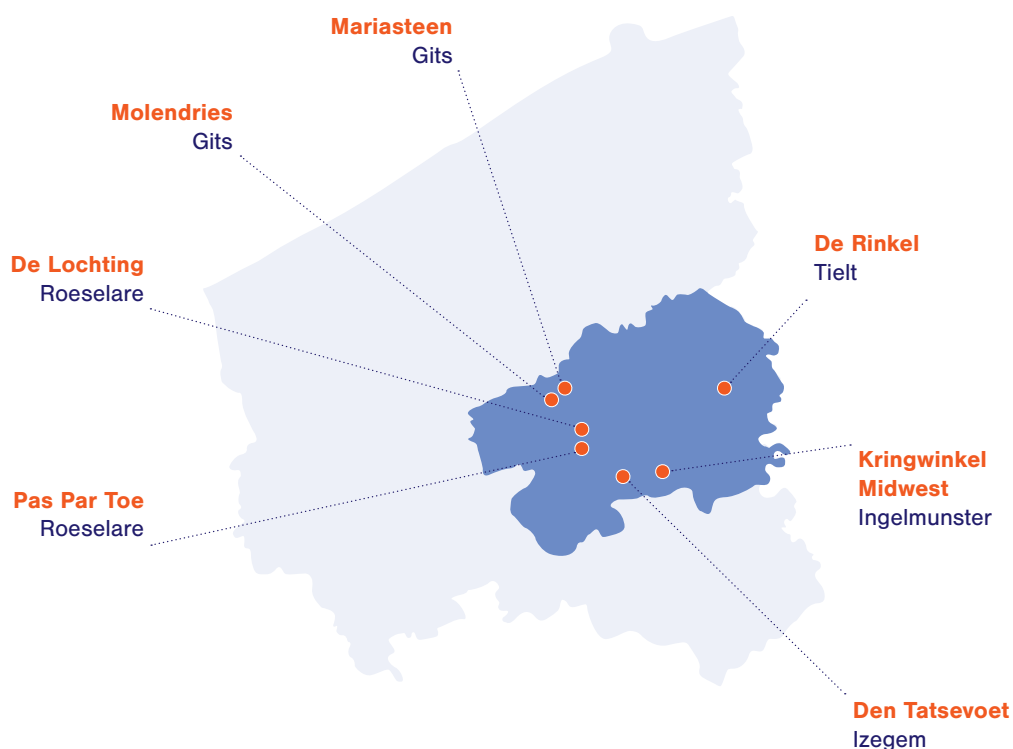 Mariasteen
Gits
Molendries
Gits
De Rinkel
Tielt
De Lochting
Roeselare
Kringwinkel
Midwest
Ingelmunster
Pas Par Toe
Roeselare
Den Tatsevoet
Izegem